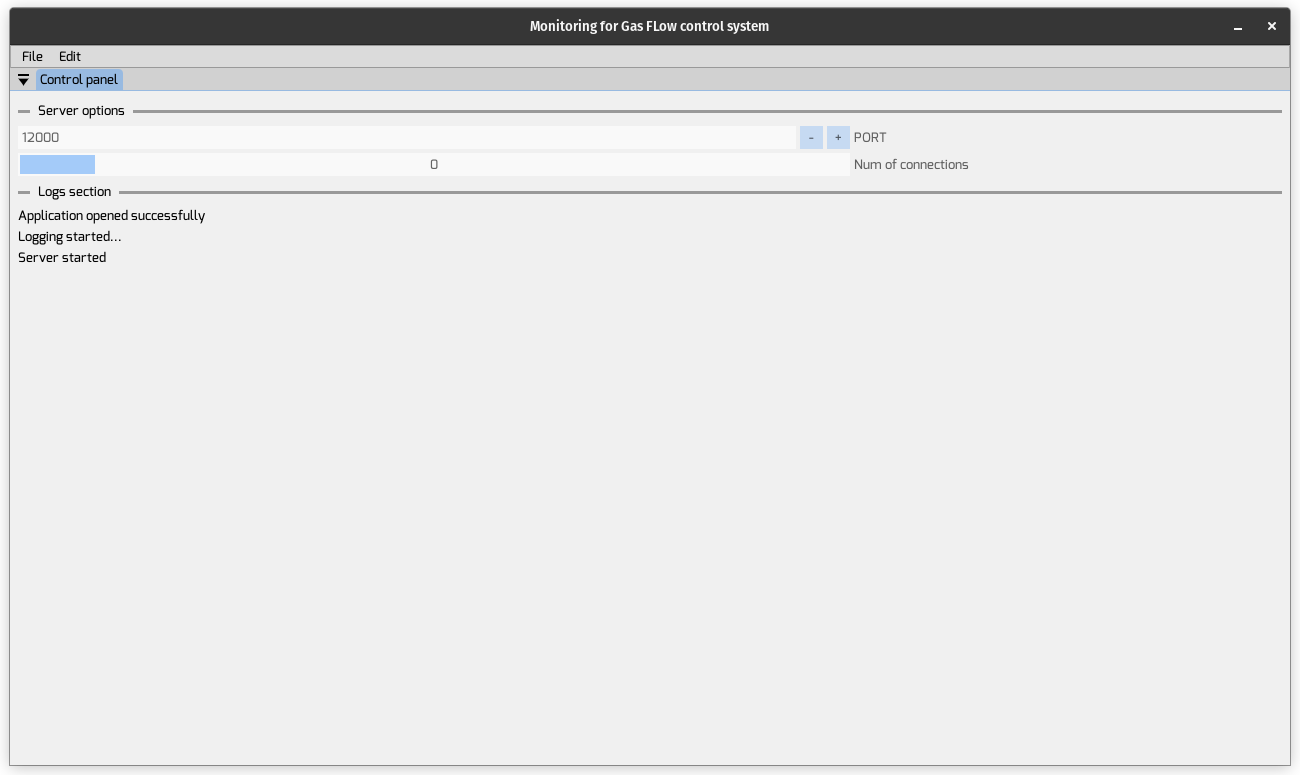 Monitoring for Gas FLow control system
File Edit
Control panel
Server options
12000 - + PORT
0 Num of connections
Logs section
Application opened successfully
Logging started...
Server started